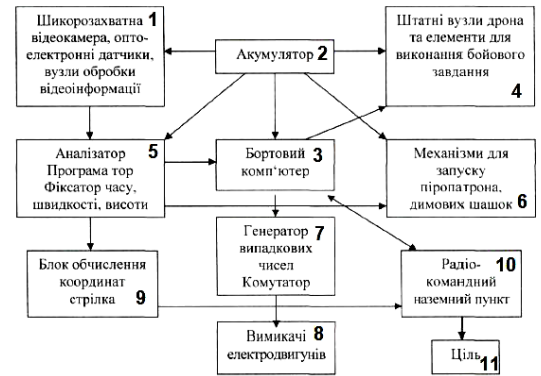 Шикорозахватна 1
відеокамера, опто-
електронні датчики,
вузли обробки
відеоінформації
Акумулятор 2
Штатні вузли дрона
та елементи для
виконання бойового
завдання
4
Аналізатор 5
Програма тор
Фіксатор часу,
швидкості, висоти
Бортовий 3
комп'ютер
Механізми для
запуску
піропатрона,
димових шашок 6
Генератор 7
випадкових
чисел
Комутатор
Блок обчислення
координат
стрілка 9
Радіо- 10
командний
наземний пункт
Вимикачі 8
електродвигунів
Ціль 11